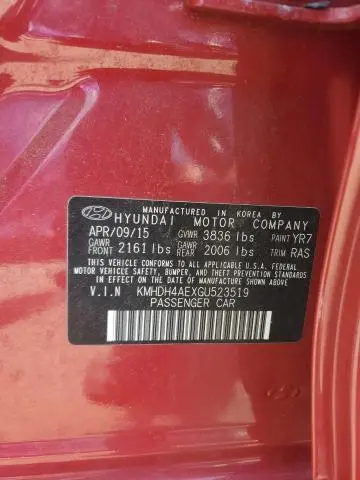 MANUFACTURED IN KOREA
HYUNDAI MOTOR COMPANY
APR/09/15 GVWR 3836 lbs PAINT YR7
GAWR FRONT 2161 lbs GAWR REAR 2006 lbs TRIM RAS
THIS VEHICLE CONFORMS TO ALL APPLICABLE U.S.A. FEDERAL
MOTOR VEHICLE SAFETY, BUMPER, AND THEFT PREVENTION STANDARDS
IN EFFECT ON THE DATE OF MANUFACTURE SHOWN ABOVE.
V.I.N KMHDH4AEXGU523519
PASSENGER CAR